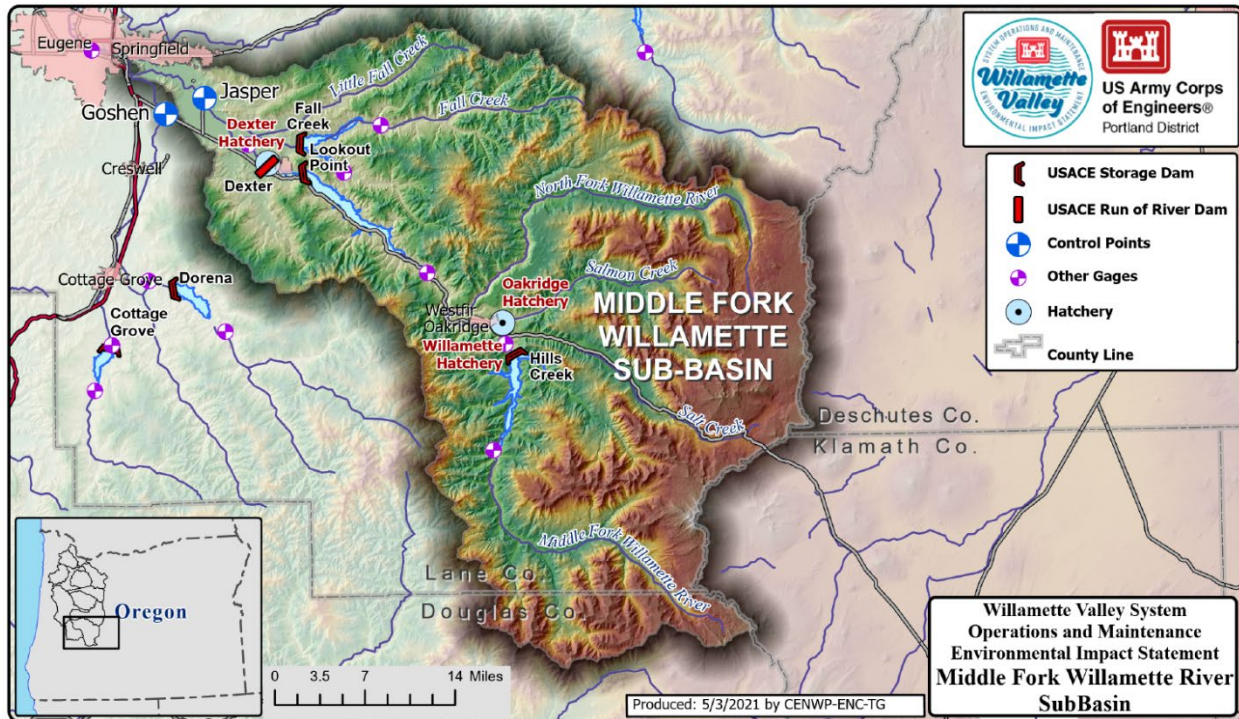 Eugene
Springfield
Goshen
Jasper
Little Fall Creek
Fall Creek
Dexter
Hatchery
Fall
Creek
Lookout
Point
Dexter
Creswell
North Fork Willamette River
Salmon Creek
Cottage Grove
Dorena
Cottage
Grove
Oakridge
Hatchery
Westfir
Oakridge
Willamette
Hatchery
Hills
Creek
MIDDLE FORK
WILLAMETTE
SUB-BASIN
Salt Creek
Deschutes Co.
Klamath Co.
Middle Fork Willamette River
Lane Co.
Douglas Co.
SYSTEM OPERATIONS AND MAINTENANCE
Willamette
Valley
ENVIRONMENTAL IMPACT STATEMENT
US Army Corps
of Engineers®
Portland District
USACE Storage Dam
USACE Run of River Dam
Control Points
Other Gages
Hatchery
County Line
Oregon
0 3.5 7 14 Miles
Produced: 5/3/2021 by CENWP-ENC-TG
Willamette Valley System
Operations and Maintenance
Environmental Impact Statement
Middle Fork Willamette River
SubBasin